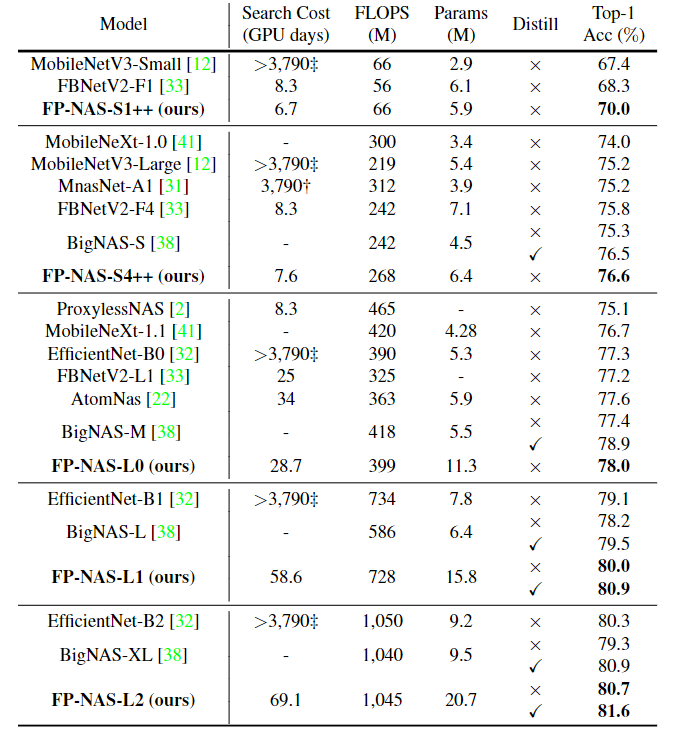 Model Search Cost (GPU days) FLOPS (M) Params (M) Distill Top-1 Acc (%)
MobileNetV3-Small [12] >3,790‡ 66 2.9 × 67.4
FBNetV2-F1 [33] 8.3 56 6.1 × 68.3
FP-NAS-S1++ (ours) 6.7 66 5.9 × 70.0
MobileNeXt-1.0 [41] - 300 3.4 × 74.0
MobileNetV3-Large [12] >3,790‡ 219 5.4 × 75.2
MnasNet-A1 [31] 3,790† 312 3.9 × 75.2
FBNetV2-F4 [33] 8.3 242 7.1 × 75.8
BigNAS-S [38] - 242 4.5 × 75.3
✓ 76.5
FP-NAS-S4++ (ours) 7.6 268 6.4 × 76.6
ProxylessNAS [2] 8.3 465 - × 75.1
MobileNeXt-1.1 [41] - 420 4.28 × 76.7
EfficientNet-B0 [32] >3,790‡ 390 5.3 × 77.3
FBNetV2-L1 [33] 25 325 - × 77.2
AtomNas [22] 34 363 5.9 × 77.6
BigNAS-M [38] - 418 5.5 × 77.4
✓ 78.9
FP-NAS-L0 (ours) 28.7 399 11.3 × 78.0
EfficientNet-B1 [32] >3,790‡ 734 7.8 × 79.1
BigNAS-L [38] - 586 6.4 × 78.2
✓ 79.5
FP-NAS-L1 (ours) 58.6 728 15.8 × 80.0
✓ 80.9
EfficientNet-B2 [32] >3,790‡ 1,050 9.2 × 80.3
BigNAS-XL [38] - 1,040 9.5 × 79.3
✓ 80.9
FP-NAS-L2 (ours) 69.1 1,045 20.7 × 80.7
✓ 81.6